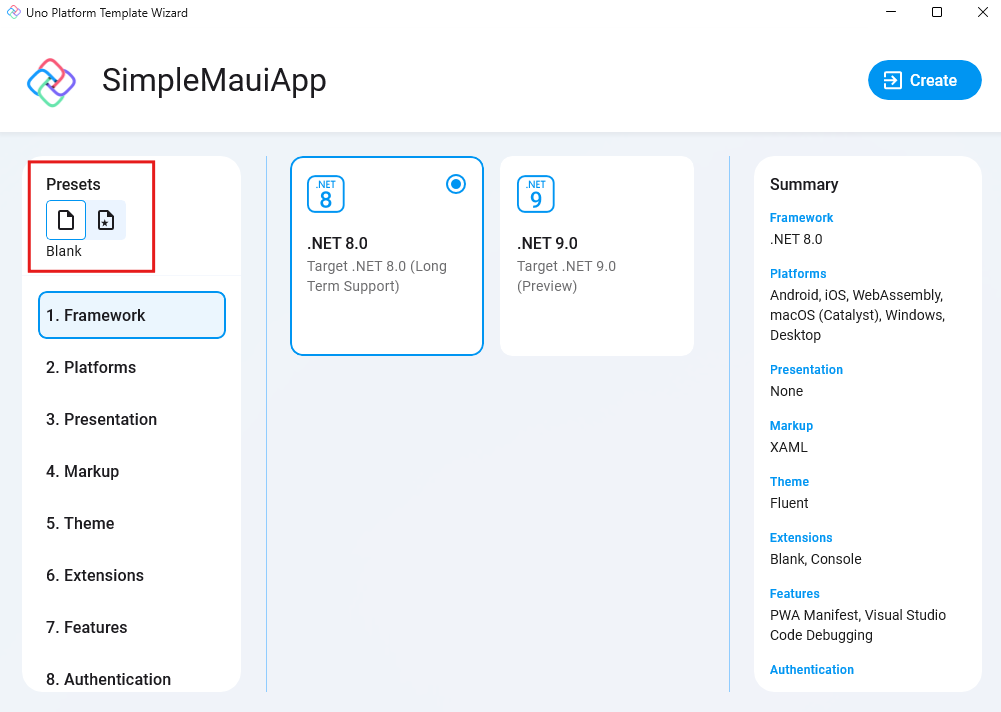 Uno Platform Template Wizard
SimpleMauiApp
Create
Presets
Blank
1. Framework
2. Platforms
3. Presentation
4. Markup
5. Theme
6. Extensions
7. Features
8. Authentication
.NET
8
.NET 8.0
Target .NET 8.0 (Long
Term Support)
.NET
9
.NET 9.0
Target .NET 9.0
(Preview)
Summary
Framework
.NET 8.0
Platforms
Android, iOS, WebAssembly,
macOS (Catalyst), Windows,
Desktop
Presentation
None
Markup
XAML
Theme
Fluent
Extensions
Blank, Console
Features
PWA Manifest, Visual Studio
Code Debugging
Authentication